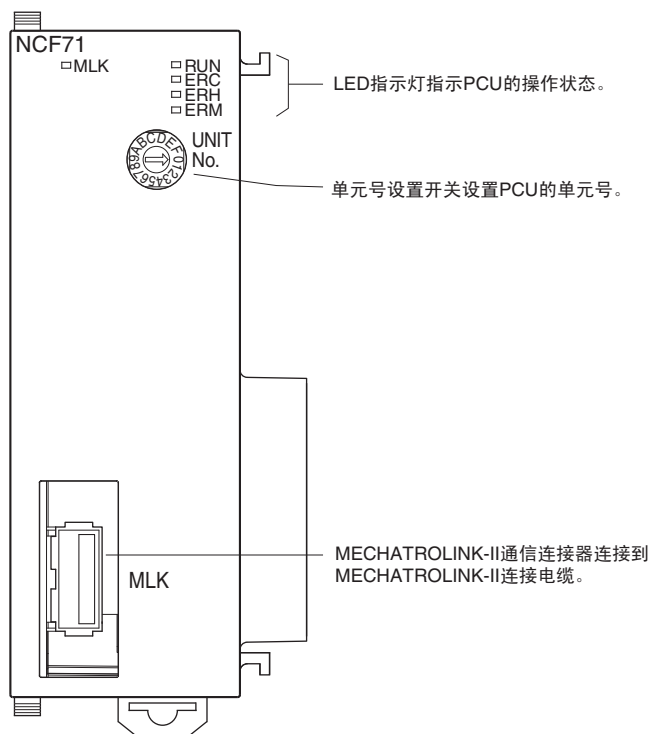 NCF71
MLK
RUN
ERC
ERH
ERM
LED指示灯指示PCU的操作状态。
UNIT
No.
0123456789ABCDEF
单元号设置开关设置PCU的单元号。
MECHATROLINK-II通信连接器连接到
MECHATROLINK-II连接电缆。
MLK